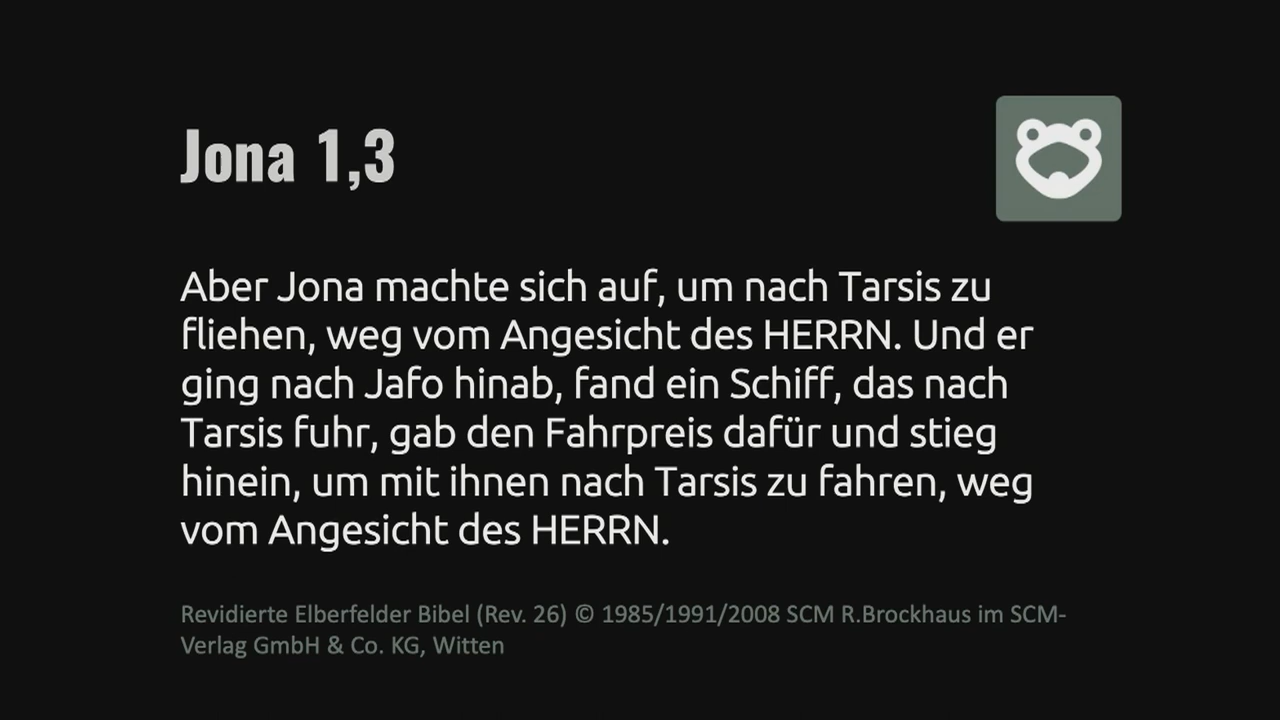 Jona 1,3
Aber Jona machte sich auf, um nach Tarsis zu
fliehen, weg vom Angesicht des HERRN. Und er
ging nach Jafo hinab, fand ein Schiff, das nach
Tarsis fuhr, gab den Fahrpreis dafür und stieg
hinein, um mit ihnen nach Tarsis zu fahren, weg
vom Angesicht des HERRN.
Revidierte Elberfelder Bibel (Rev. 26) © 1985/1991/2008 SCM R.Brockhaus im SCM-
Verlag GmbH & Co. KG, Witten